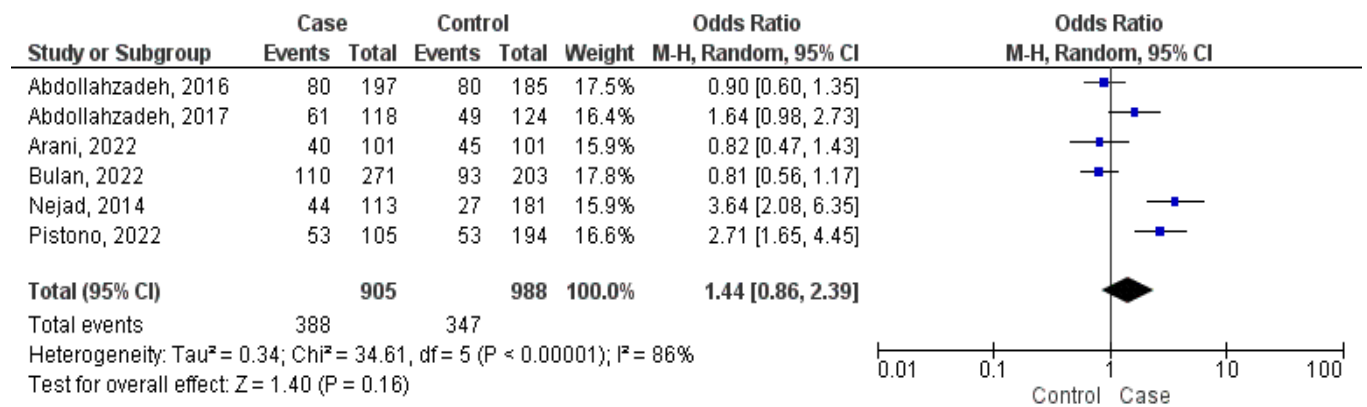 Case Control Odds Ratio Odds Ratio
Study or Subgroup Events Total Events Total Weight M-H, Random, 95% CI M-H, Random, 95% CI
Abdollahzadeh, 2016 80 197 80 185 17.5% 0.90 [0.60, 1.35]
Abdollahzadeh, 2017 61 118 49 124 16.4% 1.64 [0.98, 2.73]
Arani, 2022 40 101 45 101 15.9% 0.82 [0.47, 1.43]
Bulan, 2022 110 271 93 203 17.8% 0.81 [0.56, 1.17]
Nejad, 2014 44 113 27 181 15.9% 3.64 [2.08, 6.35]
Pistono, 2022 53 105 53 194 16.6% 2.71 [1.65, 4.45]
Total (95% CI) 905 988 100.0% 1.44 [0.86, 2.39]
Total events 388 347
Heterogeneity: Tau² = 0.34; Chi² = 34.61, df = 5 (P < 0.00001); I² = 86%
Test for overall effect: Z = 1.40 (P = 0.16)
0.01 0.1 1 10 100
Control Case